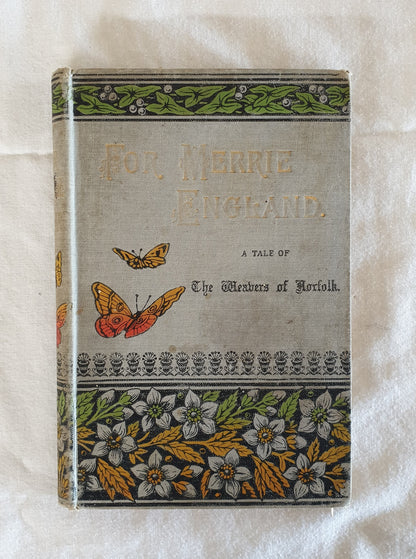 For Merrie
England.
A TALE OF
The Weavers of Norfolk.